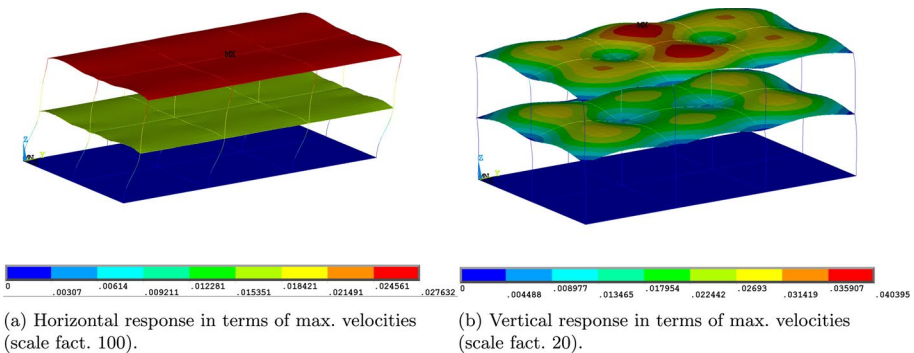 MX
MX
Z
Y
MN
Z
Y
MN
0 .00614 .012281 .018421 .024561
.00307 .009211 .015351 .021491 .027632
0 .008977 .017954 .02693 .035907
.004488 .013465 .022442 .031419 .040395
(a) Horizontal response in terms of max. velocities
(scale fact. 100).
(b) Vertical response in terms of max. velocities
(scale fact. 20).